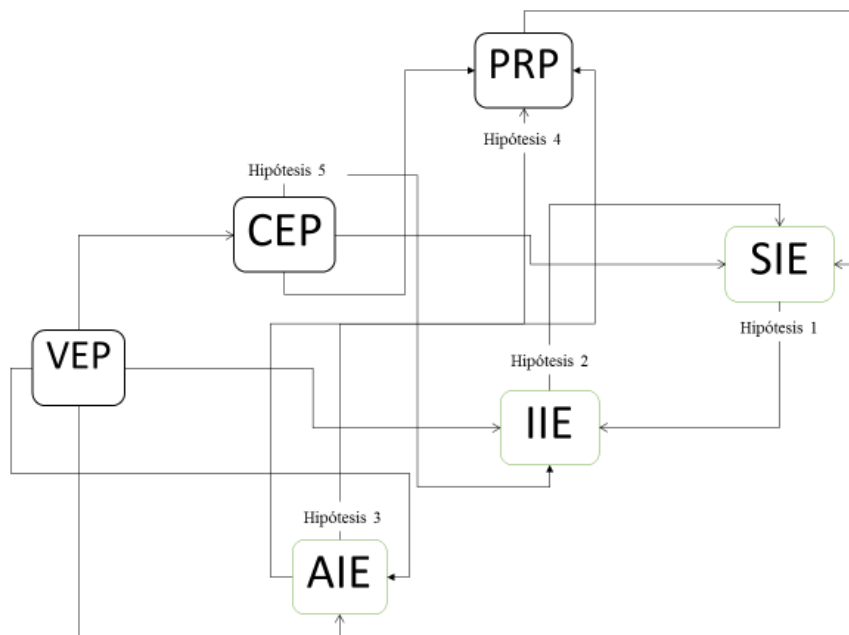 PRP
Hipótesis 4
Hipótesis 5
CEP
SIE
Hipótesis 1
VEP
Hipótesis 2
IIE
Hipótesis 3
AIE